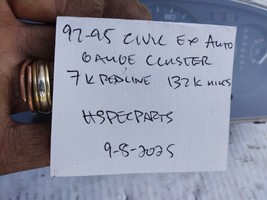 92-95 CIVIC EX AUTO
GAUGE CLUSTER
7K REDLINE 132K MILES
HSPECPARTS
9-8-2025